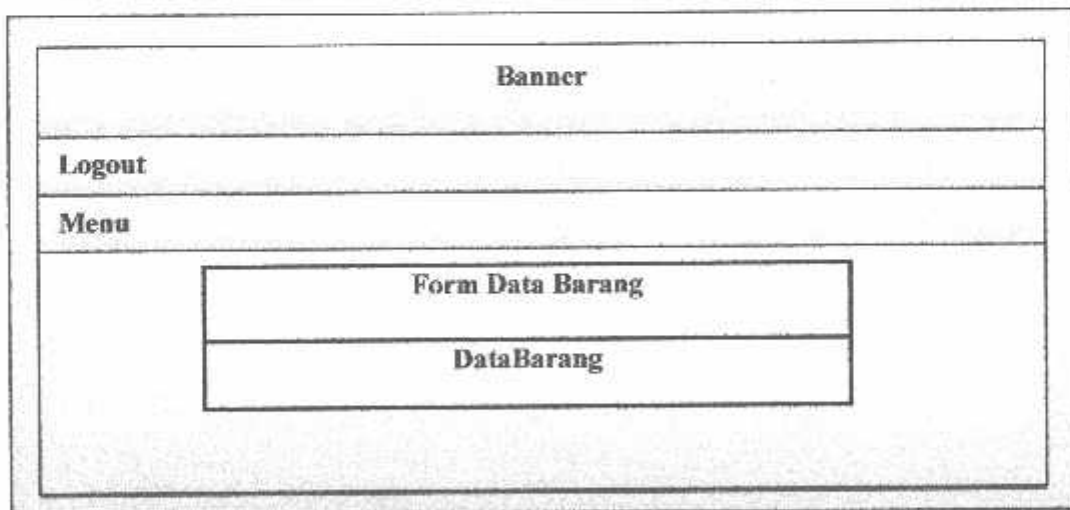 Banner
Logout
Menu
Form Data Barang
DataBarang